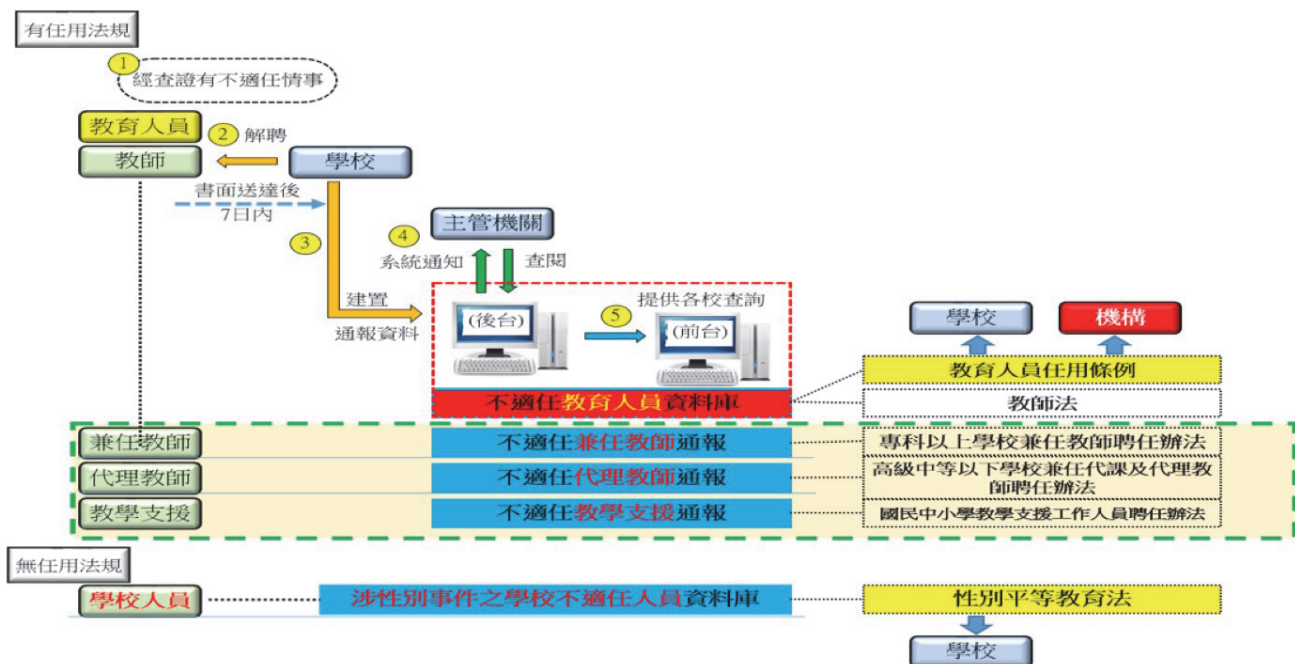 有任用法規
1
經查證有不適任情事
教育人員
2
解聘
教師
學校
書面送達後
7日內
3
主管機關
4
系統通知
查閱
建置
通報資料
(後台)
5
提供各校查詢
(前台)
不適任教育人員資料庫
學校
機構
教育人員任用條例
教師法
兼任教師
不適任兼任教師通報
專科以上學校兼任教師聘任辦法
代理教師
不適任代理教師通報
高級中等以下學校兼任代課及代理教
師聘任辦法
教學支援
不適任教學支援通報
國民中小學教學支援工作人員聘任辦法
無任用法規
學校人員
涉性別事件之學校不適任人員資料庫
性別平等教育法
學校